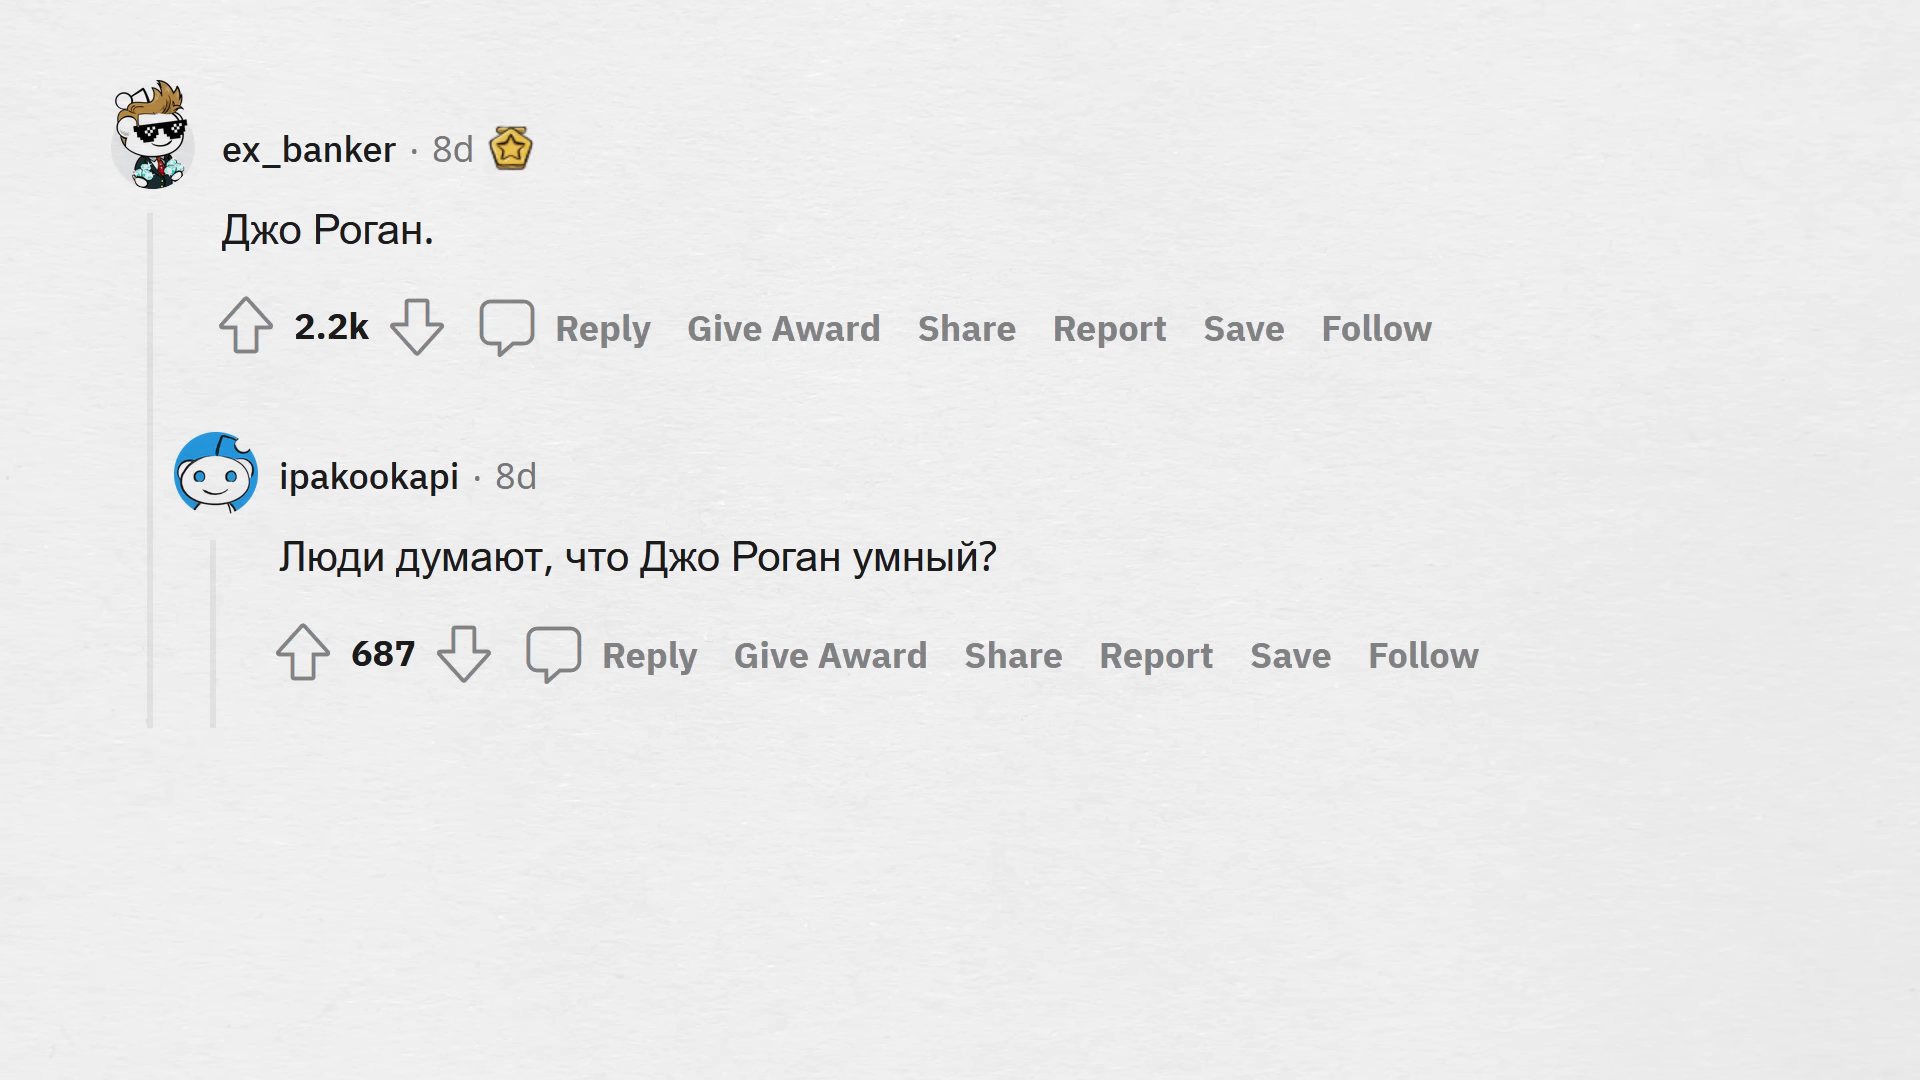 ex_banker · 8d
Джо Роган.
2.2k Reply Give Award Share Report Save Follow
ipakookapi · 8d
Люди думают, что Джо Роган умный?
687 Reply Give Award Share Report Save Follow